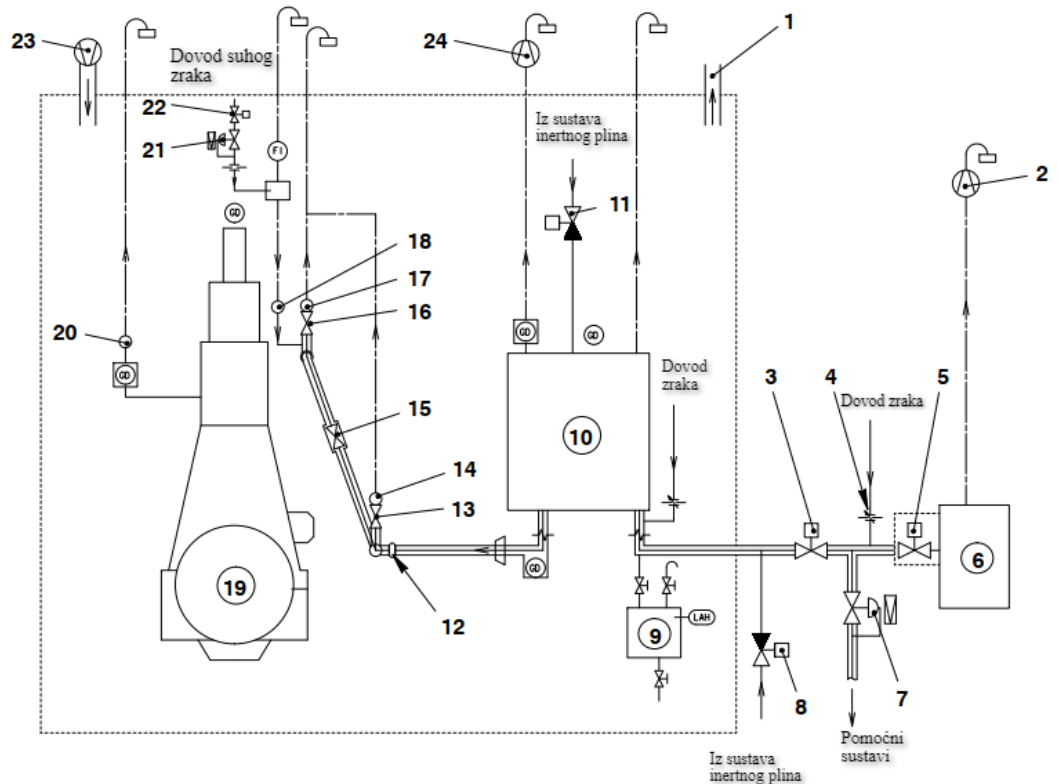 23
24
1
Dovod suhog
zraka
22
Iz sustava
inertnog plina
21
FI
2
11
GD
18
17
16
20
GD
GD
GD
Dovod
zraka
3
4
5
Dovod zraka
15
10
14
13
6
GD
19
12
9
LAH
8
7
Pomoćni
sustavi
Iz sustava
inertnog plina